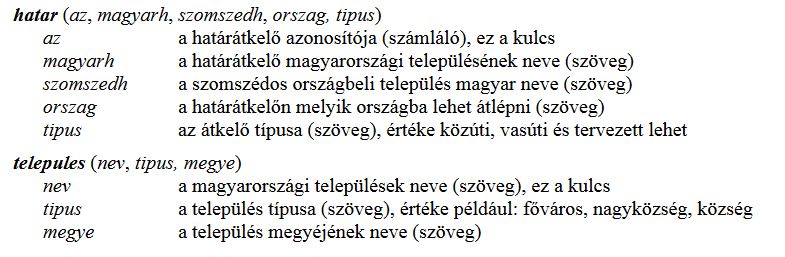 hatar (az, magyarh, szomszedh, orszag, tipus)
az a határátkelő azonosítója (számláló), ez a kulcs
magyarh a határátkelő magyarországi településének neve (szöveg)
szomszedh a szomszédos országbeli település magyar neve (szöveg)
orszag a határátkelőn melyik országba lehet átlépni (szöveg)
tipus az átkelő típusa (szöveg), értéke közúti, vasúti és tervezett lehet
telepules (nev, tipus, megye)
nev a magyarországi települések neve (szöveg), ez a kulcs
tipus a település típusa (szöveg), értéke például: főváros, nagyközség, község
megye a település megyéjének neve (szöveg)